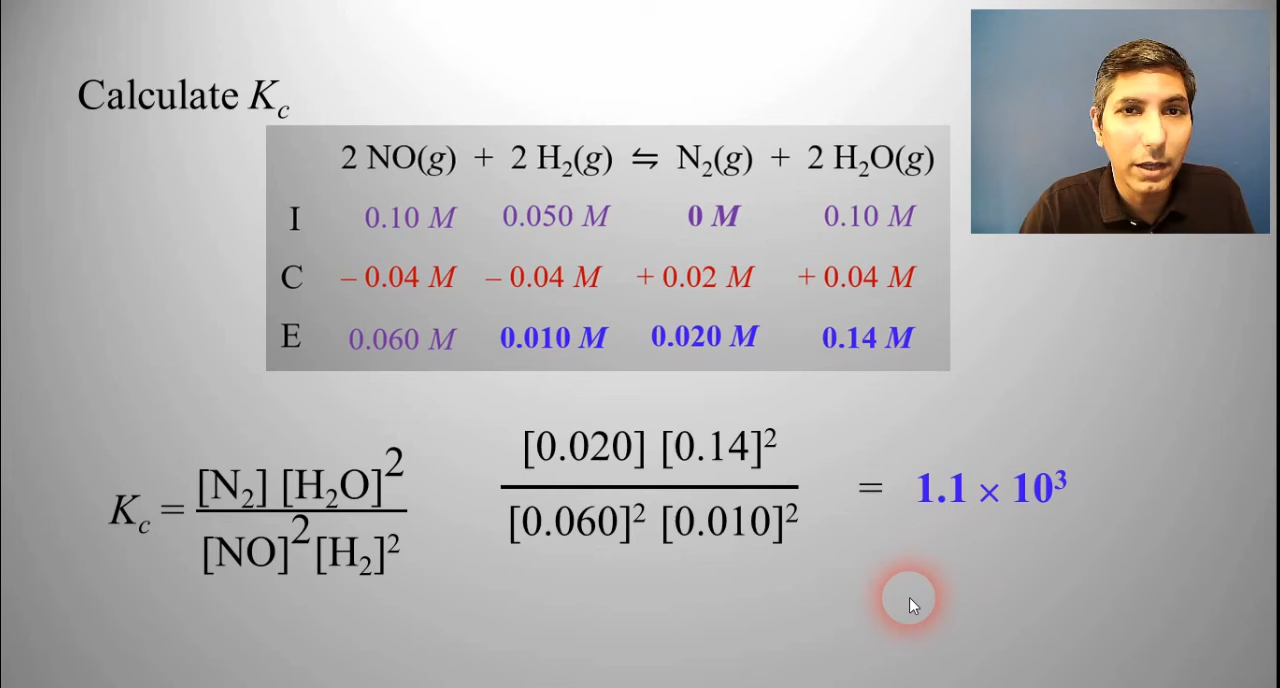 Calculate K_c
2 NO(g) + 2 H₂(g) ⇋ N₂(g) + 2 H₂O(g)
I 0.10 M 0.050 M 0 M 0.10 M
C – 0.04 M – 0.04 M + 0.02 M + 0.04 M
E 0.060 M 0.010 M 0.020 M 0.14 M
K_c = [N₂] [H₂O]² / [NO]² [H₂]² [0.020] [0.14]² / [0.060]² [0.010]² = 1.1 × 10³